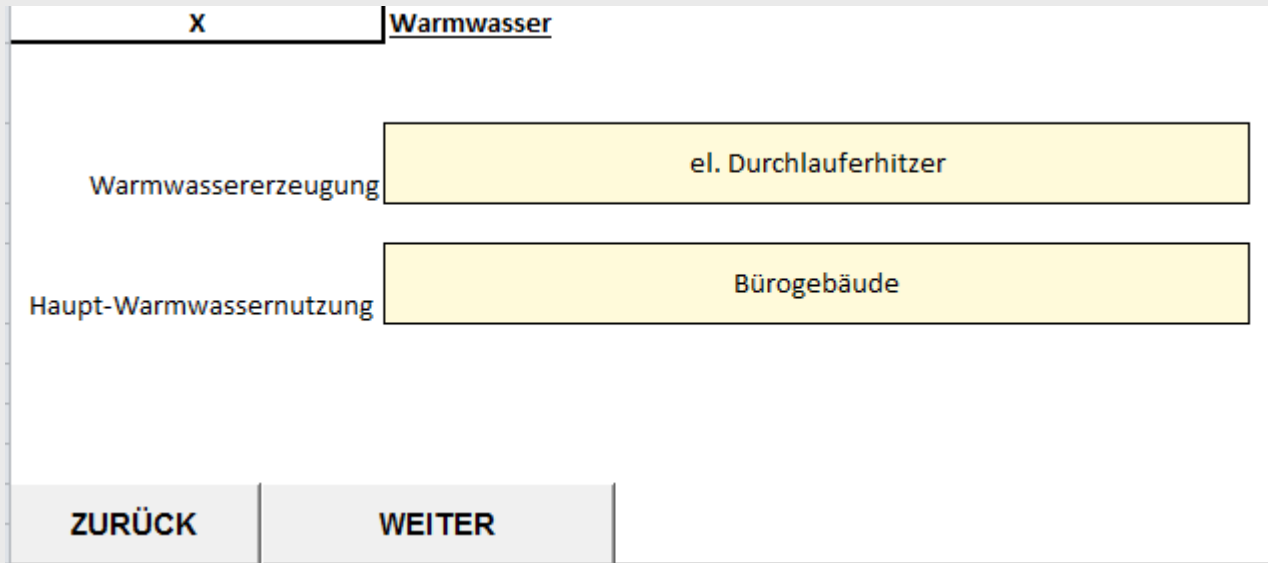 X Warmwasser
el. Durchlauferhitzer
Warmwassererzeugung
Bürogebäude
Haupt-Warmwassernutzung
ZURÜCK WEITER